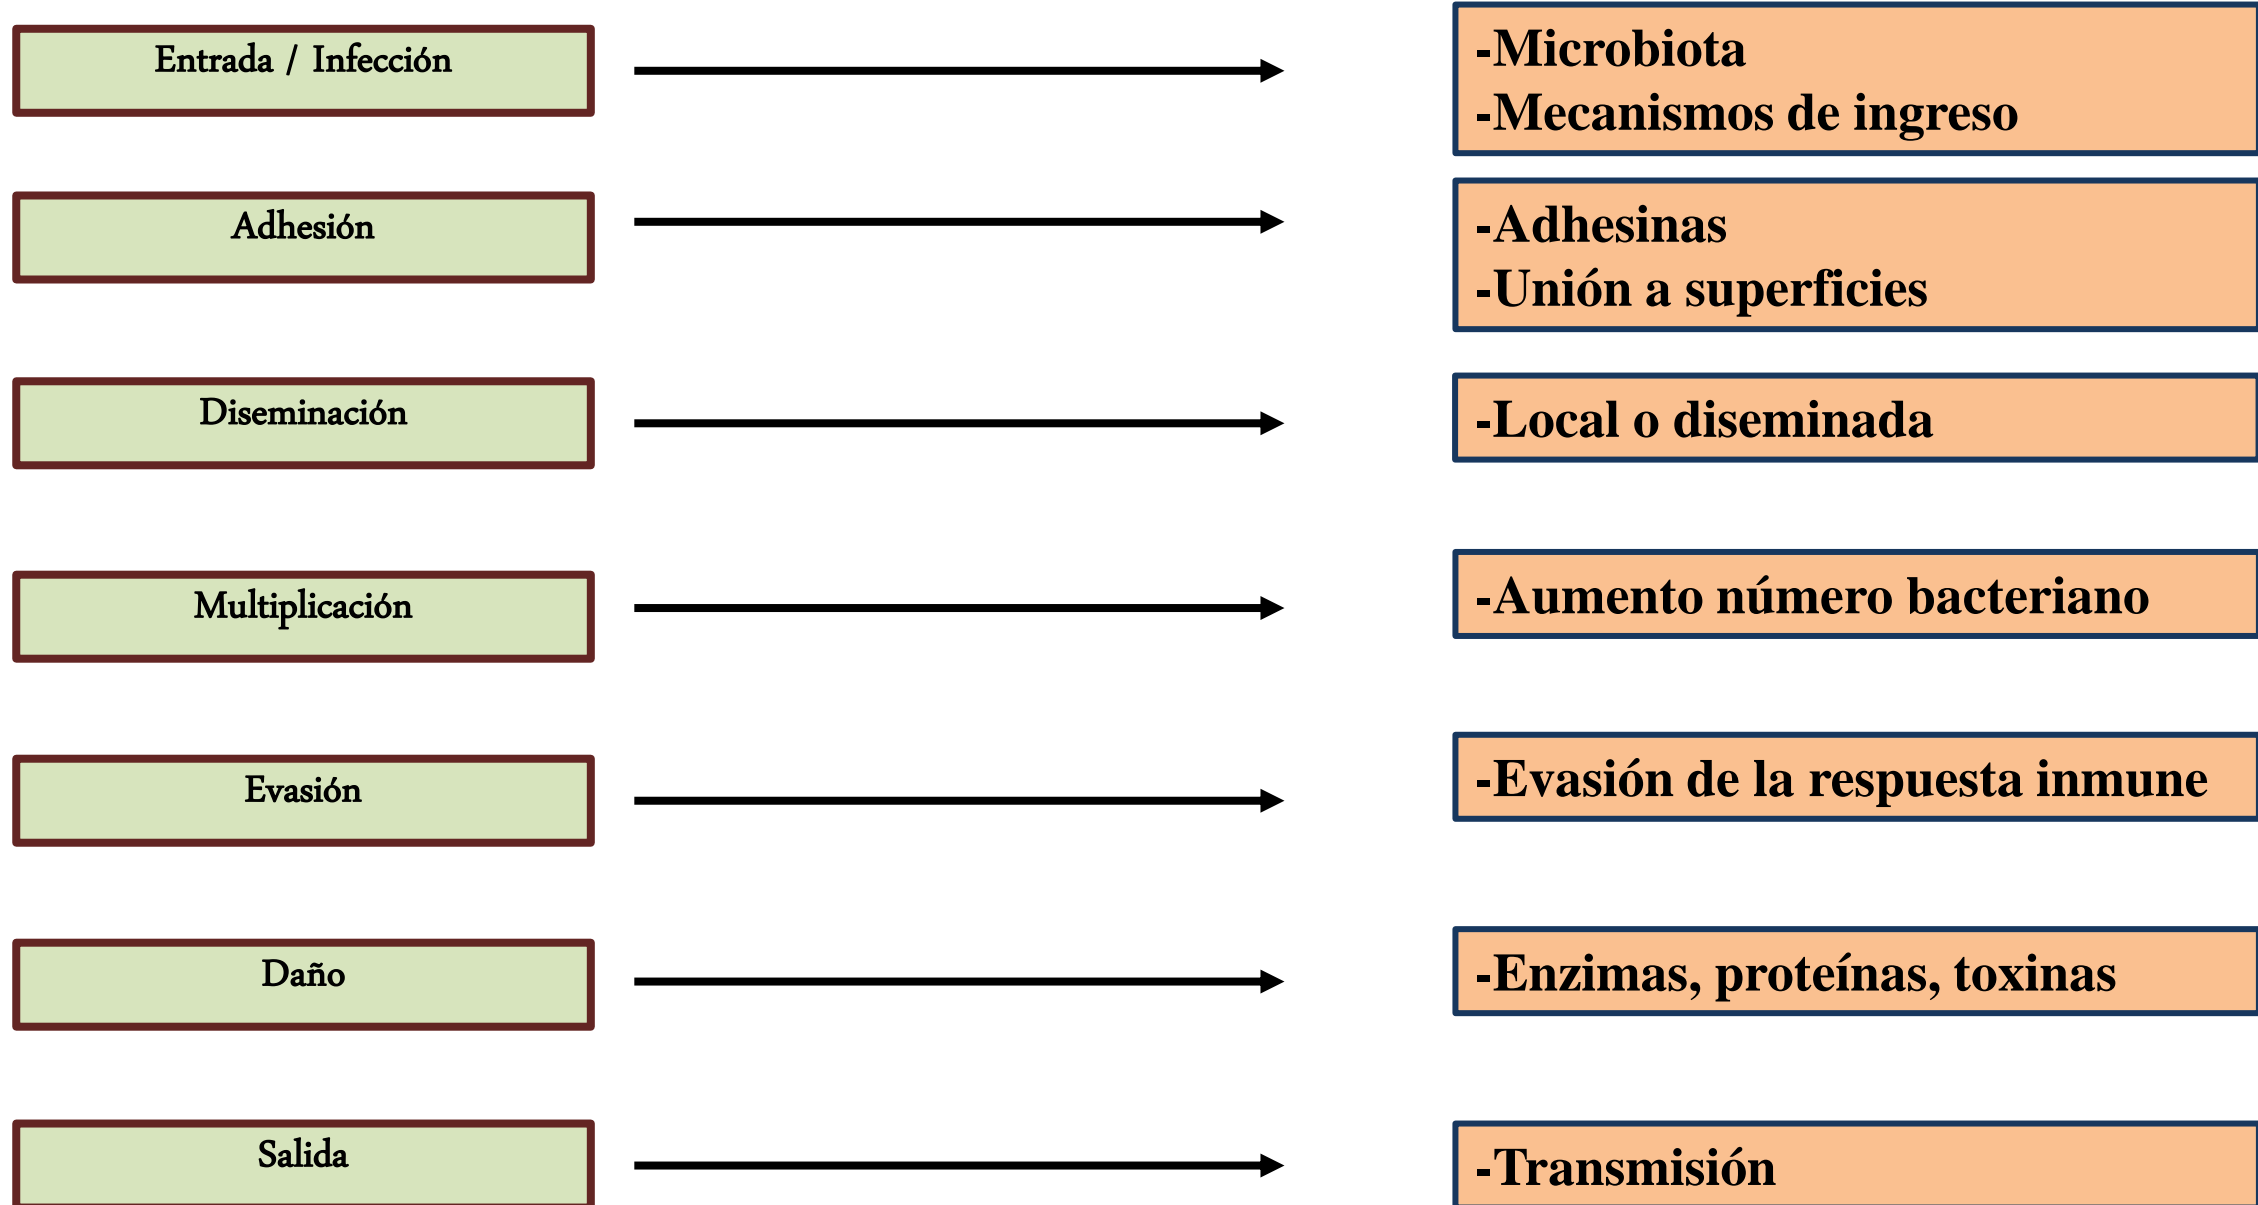 Entrada / Infección
-Microbiota
-Mecanismos de ingreso
Adhesión
-Adhesinas
-Unión a superficies
Diseminación
-Local o diseminada
Multiplicación
-Aumento número bacteriano
Evasión
-Evasión de la respuesta inmune
Daño
-Enzimas, proteínas, toxinas
Salida
-Transmisión